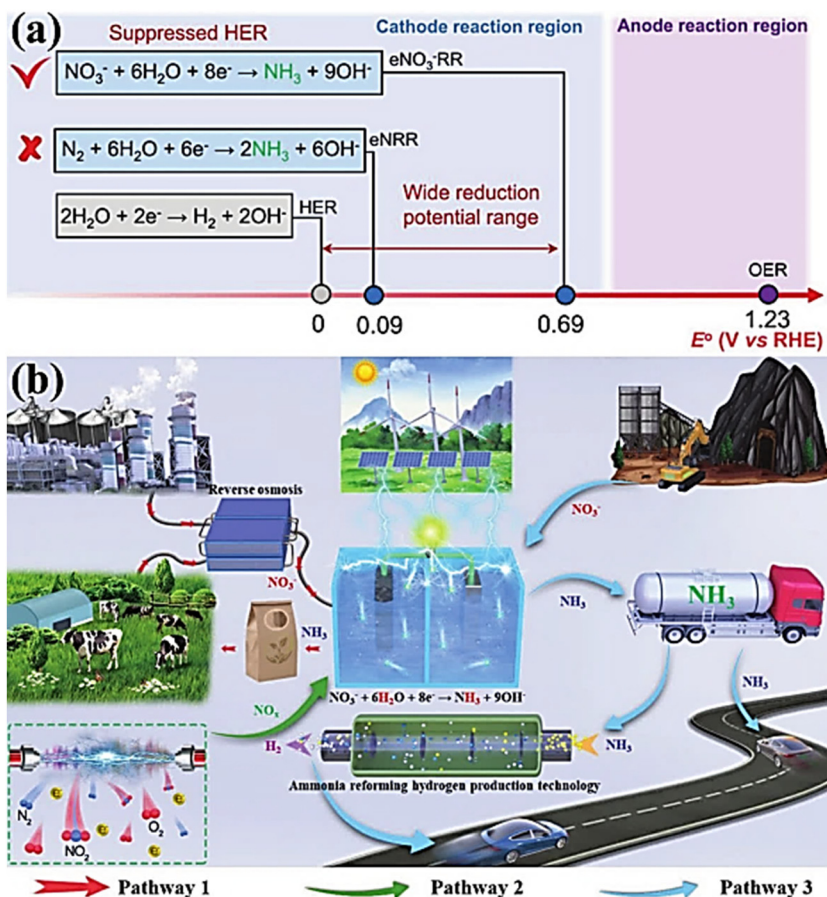 (a)
Suppressed HER
Cathode reaction region
Anode reaction region
NO₃⁻ + 6H₂O + 8e⁻ → NH₃ + 9OH⁻
eNO₃⁻RR
N₂ + 6H₂O + 6e⁻ → 2NH₃ + 6OH⁻
eNRR
2H₂O + 2e⁻ → H₂ + 2OH⁻
HER
Wide reduction
potential range
OER
0
0.09
0.69
1.23
E° (V vs RHE)
(b)
Reverse osmosis
NO₃⁻
NO₃⁻
NH₃
NH₃
NH₃
NH₃
NO₃⁻ + 6H₂O + 8e⁻ → NH₃ + 9OH⁻
NOₓ
H₂
NH₃
Ammonia reforming hydrogen production technology
N₂
NO₂
O₂
Pathway 1
Pathway 2
Pathway 3